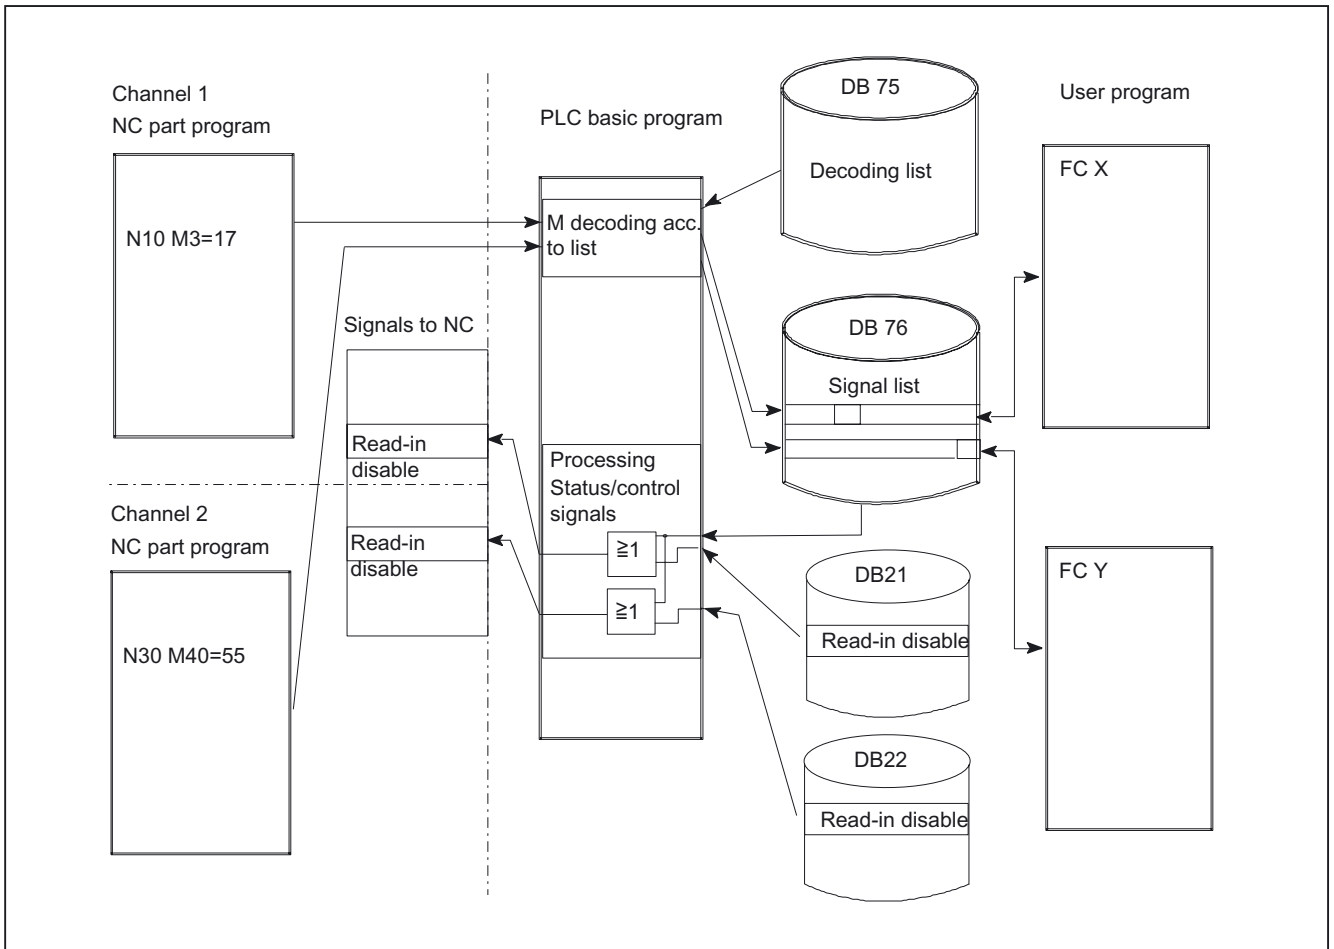 Channel 1
NC part program
N10 M3=17
Signals to NC
Read-in
disable
Channel 2
NC part program
Read-in
disable
N30 M40=55
PLC basic program
M decoding acc.
to list
Processing
Status/control
signals
≧1
≧1
DB 75
Decoding list
DB 76
Signal list
DB21
Read-in disable
DB22
Read-in disable
User program
FC X
FC Y